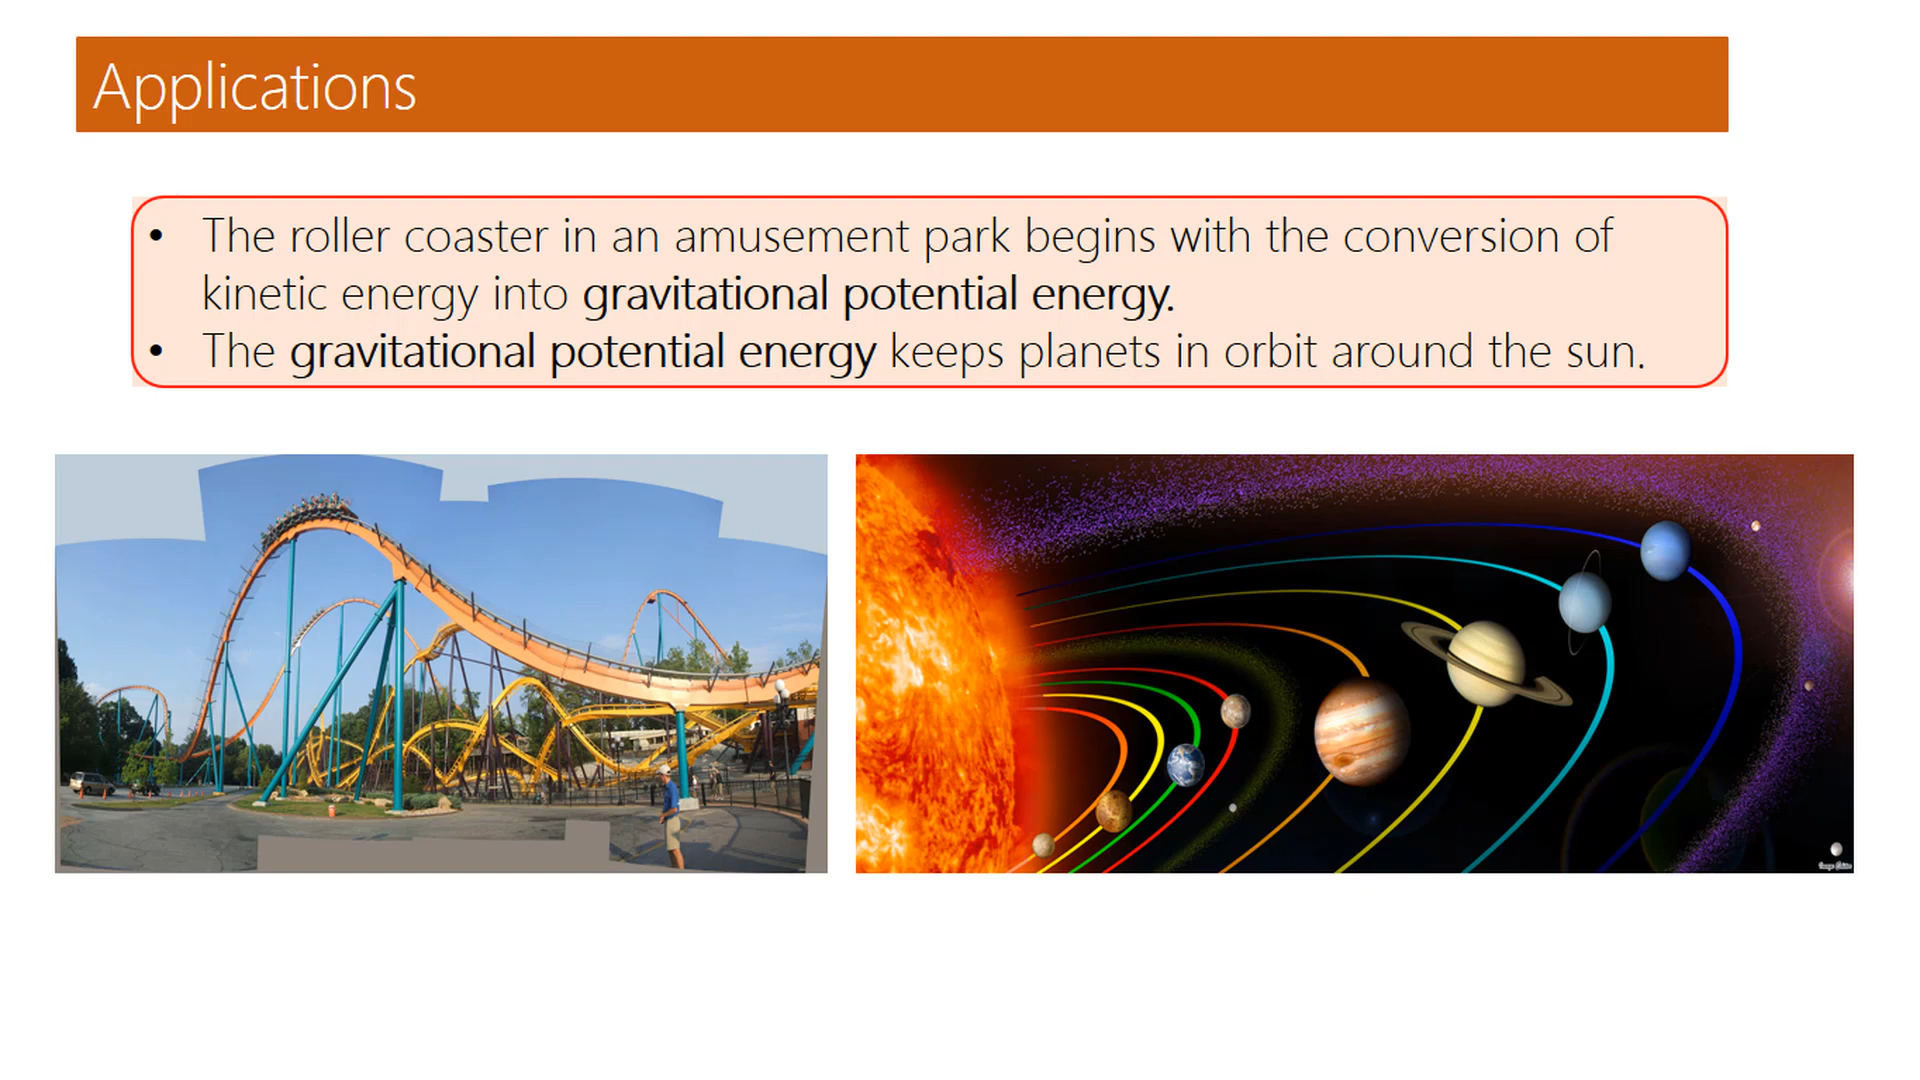 Applications
• The roller coaster in an amusement park begins with the conversion of
kinetic energy into gravitational potential energy.
• The gravitational potential energy keeps planets in orbit around the sun.